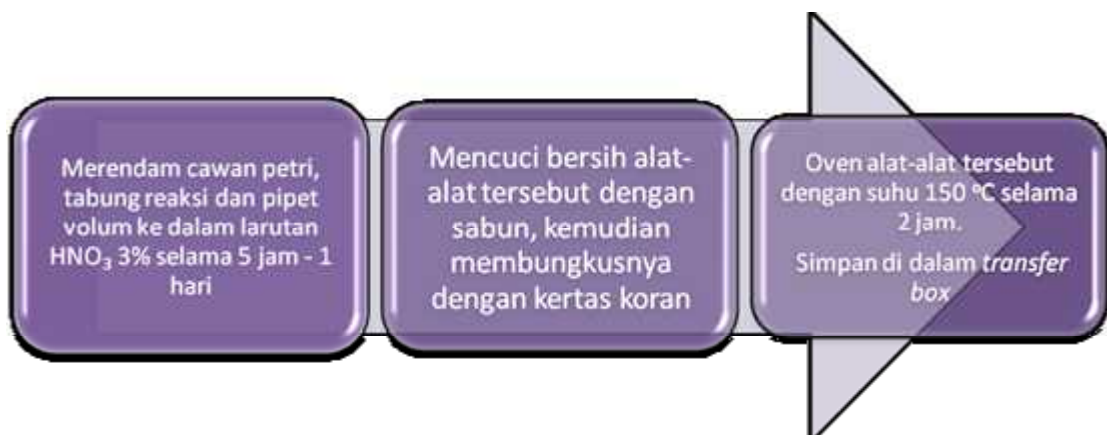 Merendam cawan petri,
tabung reaksi dan pipet
volum ke dalam larutan
HNO₃ 3% selama 5 jam - 1
hari
Mencuci bersih alat-
alat tersebut dengan
sabun, kemudian
membungkusnya
dengan kertas koran
Oven alat-alat tersebut
dengan suhu 150 °C selama
2 jam.
Simpan di dalam transfer
box